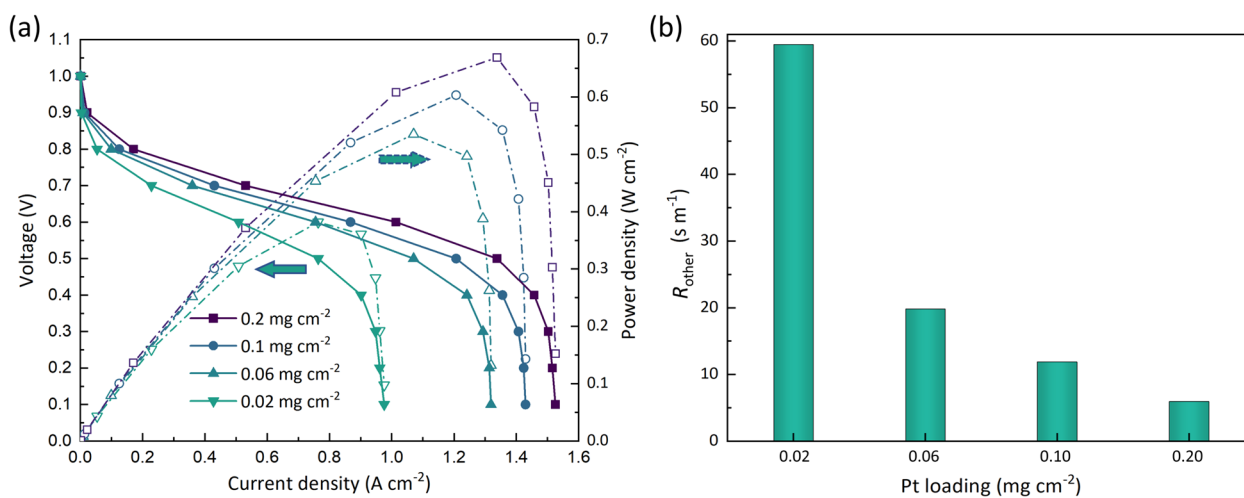 (a)
1.1
1.0
0.9
0.8
0.7
0.6
0.5
0.4
0.3
0.2
0.1
0.0
Voltage (V)
0.7
0.6
0.5
0.4
0.3
0.2
0.1
0.0
Power density (W cm⁻²)
0.2 mg cm⁻²
0.1 mg cm⁻²
0.06 mg cm⁻²
0.02 mg cm⁻²
0.0 0.2 0.4 0.6 0.8 1.0 1.2 1.4 1.6
Current density (A cm⁻²)
(b)
60
50
40
30
20
10
0
R_other (s m⁻¹)
0.02 0.06 0.10 0.20
Pt loading (mg cm⁻²)